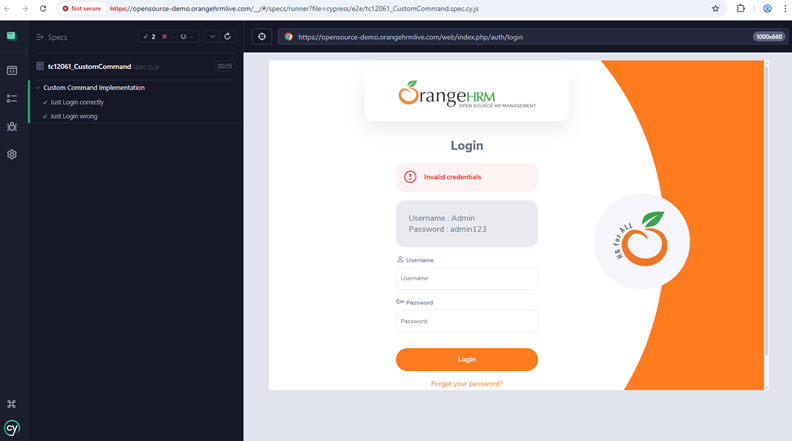 Not secure
https://opensource-demo.orangehrmlive.com/__/#/specs/runner?file=cypress/e2e/tc12061_CustomCommand.spec.cy.js
Specs
2
--
--
https://opensource-demo.orangehrmlive.com/web/index.php/auth/login
1000x660
tc12061_CustomCommand.spec.cy.js
00:05
Custom Command Implementation
Just Login correctly
Just Login wrong
OrangeHRM
OPEN SOURCE HR MANAGEMENT
Login
Invalid credentials
Username : Admin
Password : admin123
HR for ALL
Username
Username
Password
Password
Login
Forgot your password?
cy